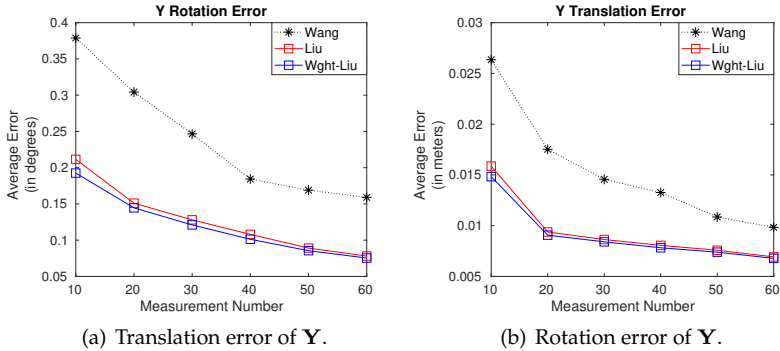 Y Rotation Error
0.4
0.35
0.3
0.25
0.2
0.15
0.1
0.05
Average Error
(in degrees)
Wang
Liu
Wght-Liu
10 20 30 40 50 60
Measurement Number
(a) Translation error of Y.
Y Translation Error
0.03
0.025
0.02
0.015
0.01
0.005
Average Error
(in meters)
Wang
Liu
Wght-Liu
10 20 30 40 50 60
Measurement Number
(b) Rotation error of Y.